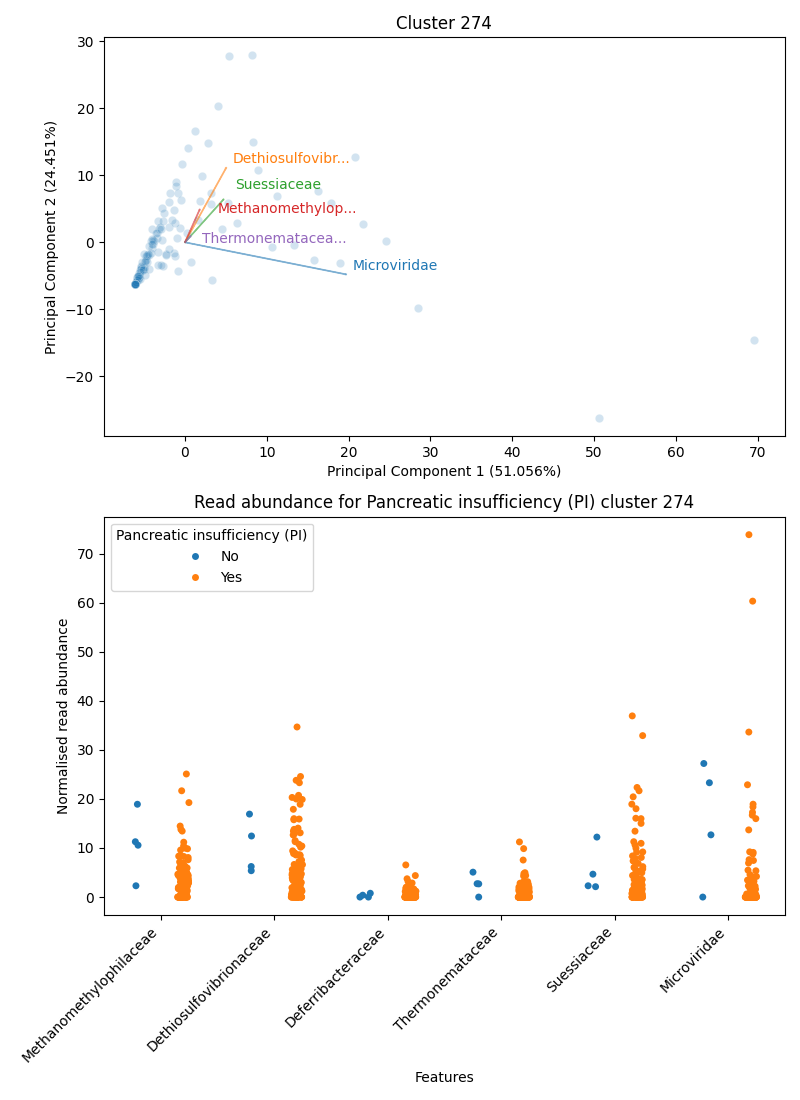 Cluster 274
30
20
10
0
−10
−20
Principal Component 2 (24.451%)
Dethiosulfovibr...
Suessiaceae
Methanomethylop...
Thermonematacea...
Microviridae
0 10 20 30 40 50 60 70
Principal Component 1 (51.056%)
Read abundance for Pancreatic insufficiency (PI) cluster 274
Pancreatic insufficiency (PI)
No
Yes
70
60
50
40
30
20
10
0
Normalised read abundance
Methanomethylophilaceae
Dethiosulfovibrionaceae
Deferribacteraceae
Thermonemataceae
Suessiaceae
Microviridae
Features